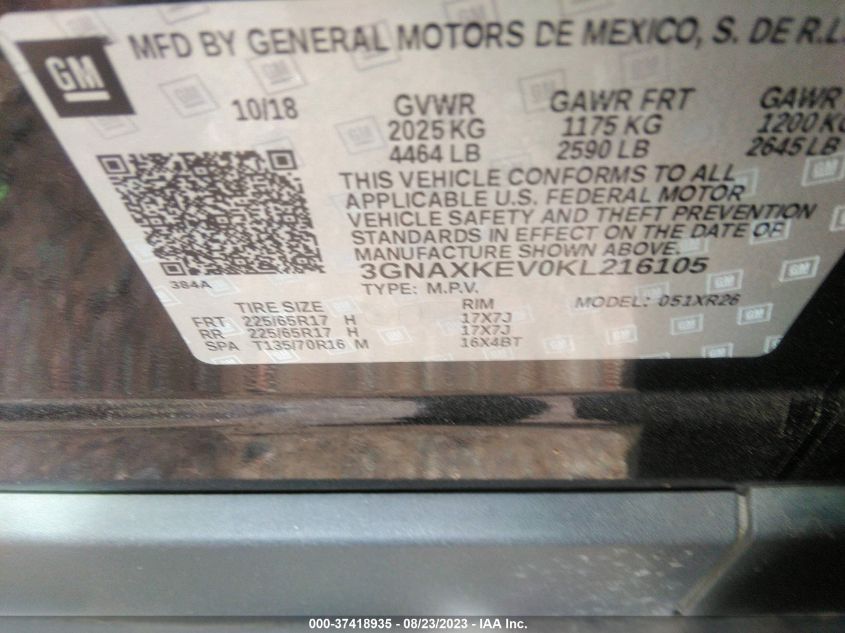 GM
MFD BY GENERAL MOTORS DE MEXICO, S. DE R.L.
10/18 GVWR GAWR FRT GAWR
2025 KG 1175 KG 1200 KG
4464 LB 2590 LB 2645 LB
THIS VEHICLE CONFORMS TO ALL
APPLICABLE U.S. FEDERAL MOTOR
VEHICLE SAFETY AND THEFT PREVENTION
STANDARDS IN EFFECT ON THE DATE OF
MANUFACTURE SHOWN ABOVE.
3GNAXKEV0KL216105
384A
TYPE: M.P.V. MODEL: 051XR26
TIRE SIZE RIM
FRT 225/65R17 H 17X7J
RR 225/65R17 H 17X7J
SPA T135/70R16 M 16X4BT
000-37418935 - 08/23/2023 - IAA Inc.